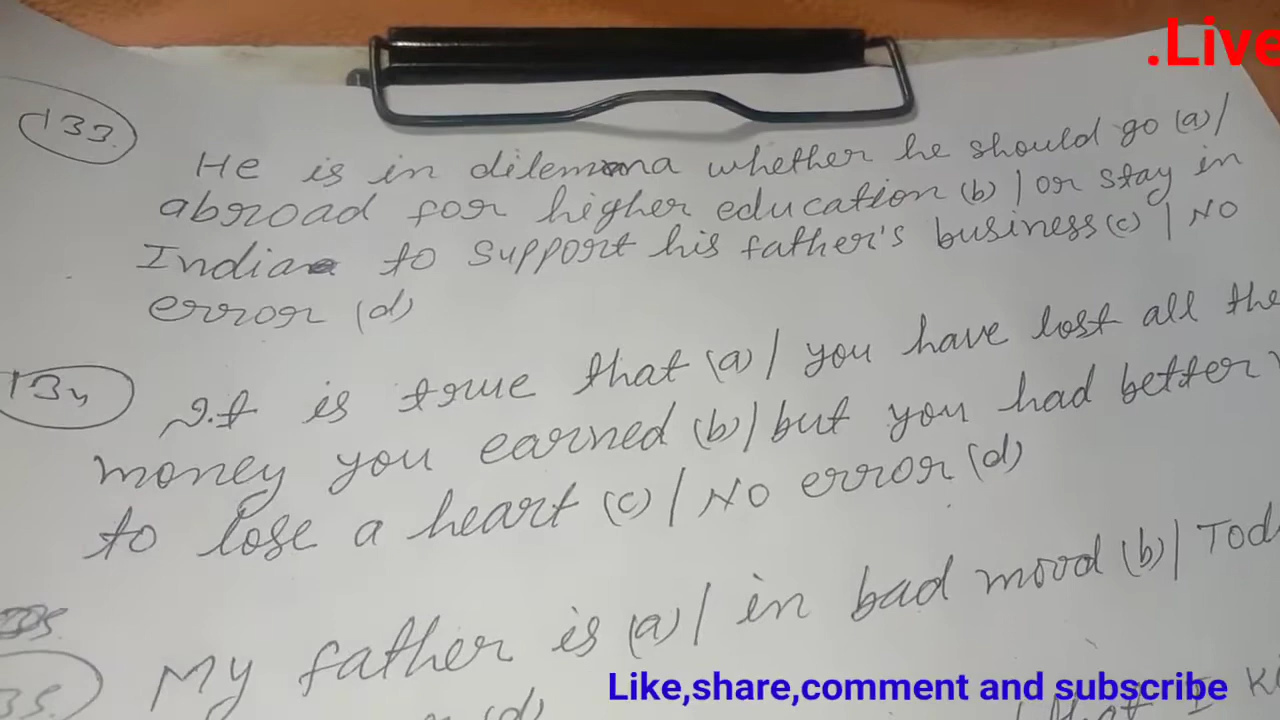 .Live
133.
He is in dilemma whether he should go (a)/
abroad for higher education (b) / or stay in
India to support his father's business (c) / No
error (d)
134
It is true that (a) / you have lost all the
money you earned (b) / but you had better
to lose a heart (c) / No error (d)
35.
My father is (a) / in bad mood (b) / Tod
(d)
that I
Like,share,comment and subscribe